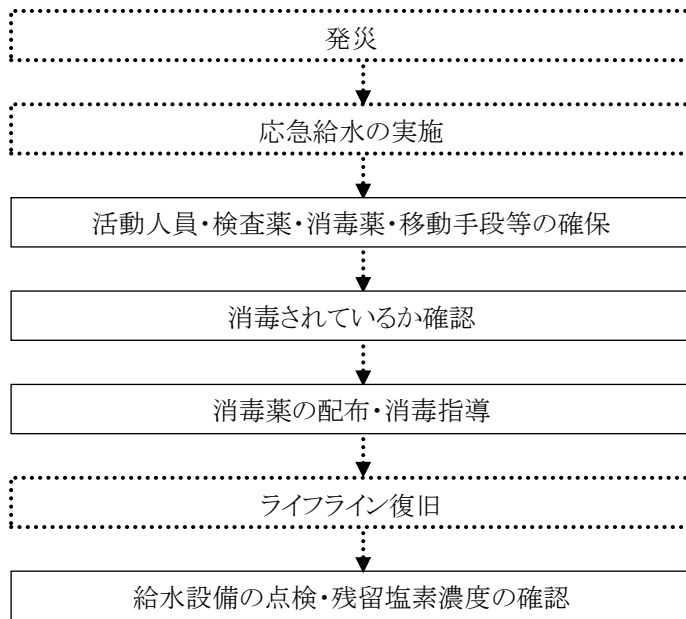 発災
応急給水の実施
活動人員・検査薬・消毒薬・移動手段等の確保
消毒されているか確認
消毒薬の配布・消毒指導
ライフライン復旧
給水設備の点検・残留塩素濃度の確認